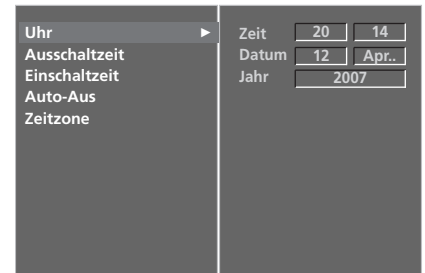 Uhr ►
Ausschaltzeit
Einschaltzeit
Auto-Aus
Zeitzone
Zeit 20 14
Datum 12 Apr..
Jahr 2007